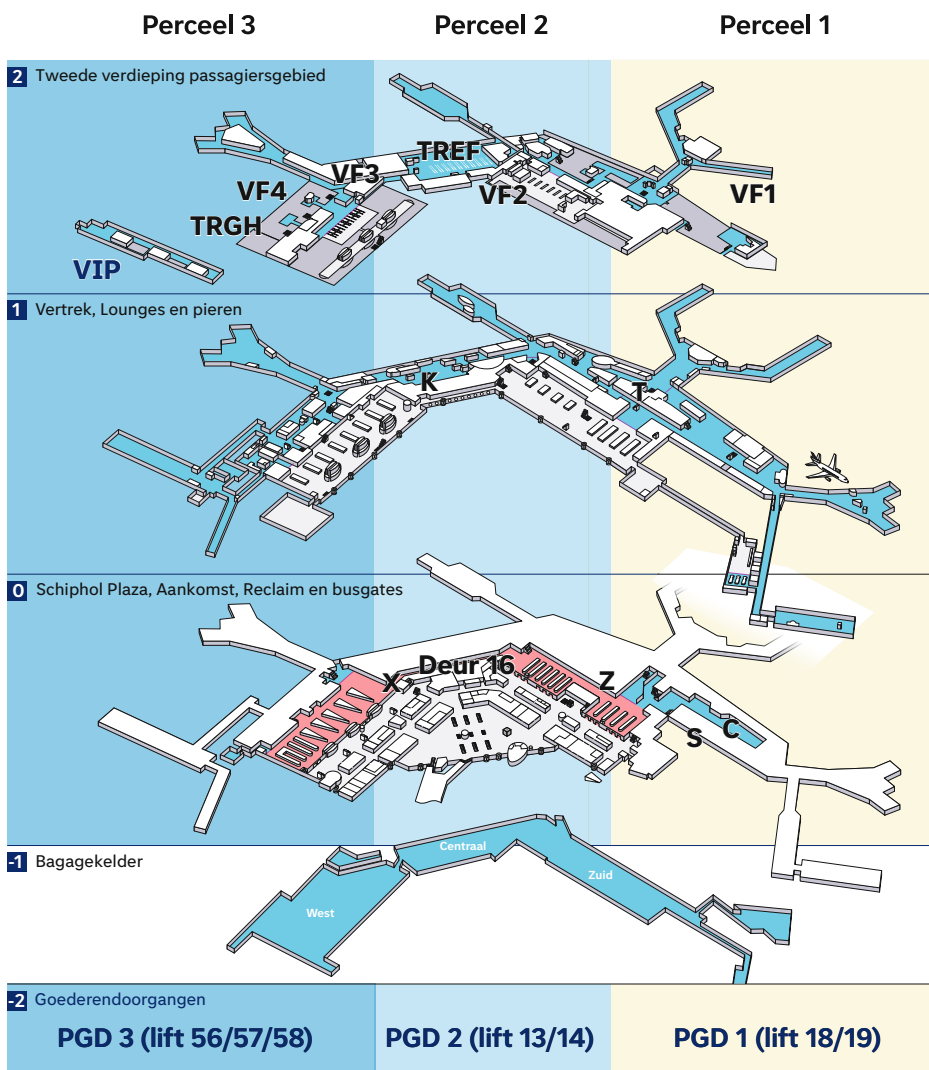 Perceel 3
Perceel 2
Perceel 1
2 Tweede verdieping passagiersgebied
TREF
VF3
VF4
VF2
VF1
TRGH
VIP
1 Vertrek, Lounges en pieren
K
T
0 Schiphol Plaza, Aankomst, Reclaim en busgates
Deur 16
X
Z
S
C
-1 Bagagekelder
Centraal
Zuid
West
-2 Goederendoorgangen
PGD 3 (lift 56/57/58)
PGD 2 (lift 13/14)
PGD 1 (lift 18/19)